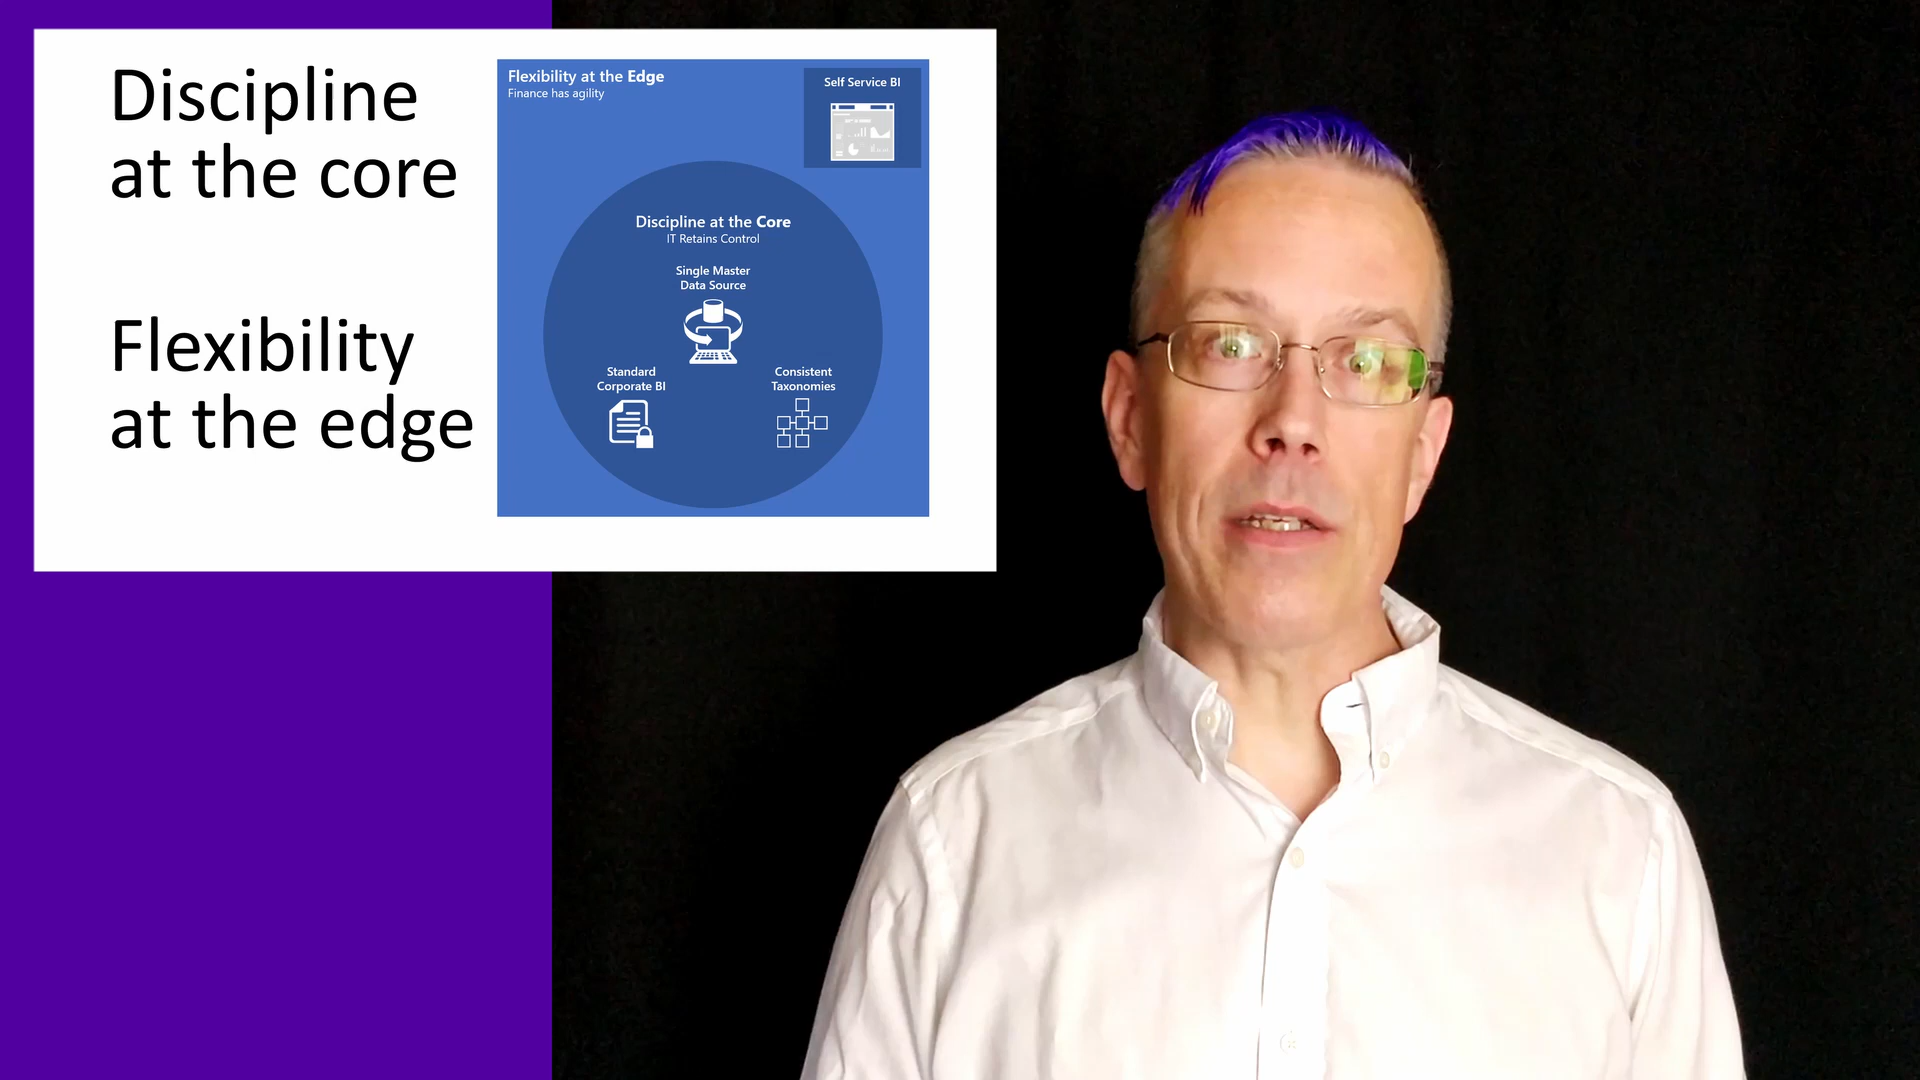 Discipline
at the core
Flexibility
at the edge
Flexibility at the Edge
Finance has agility
Self Service BI
Discipline at the Core
IT Retains Control
Single Master
Data Source
Standard
Corporate BI
Consistent
Taxonomies